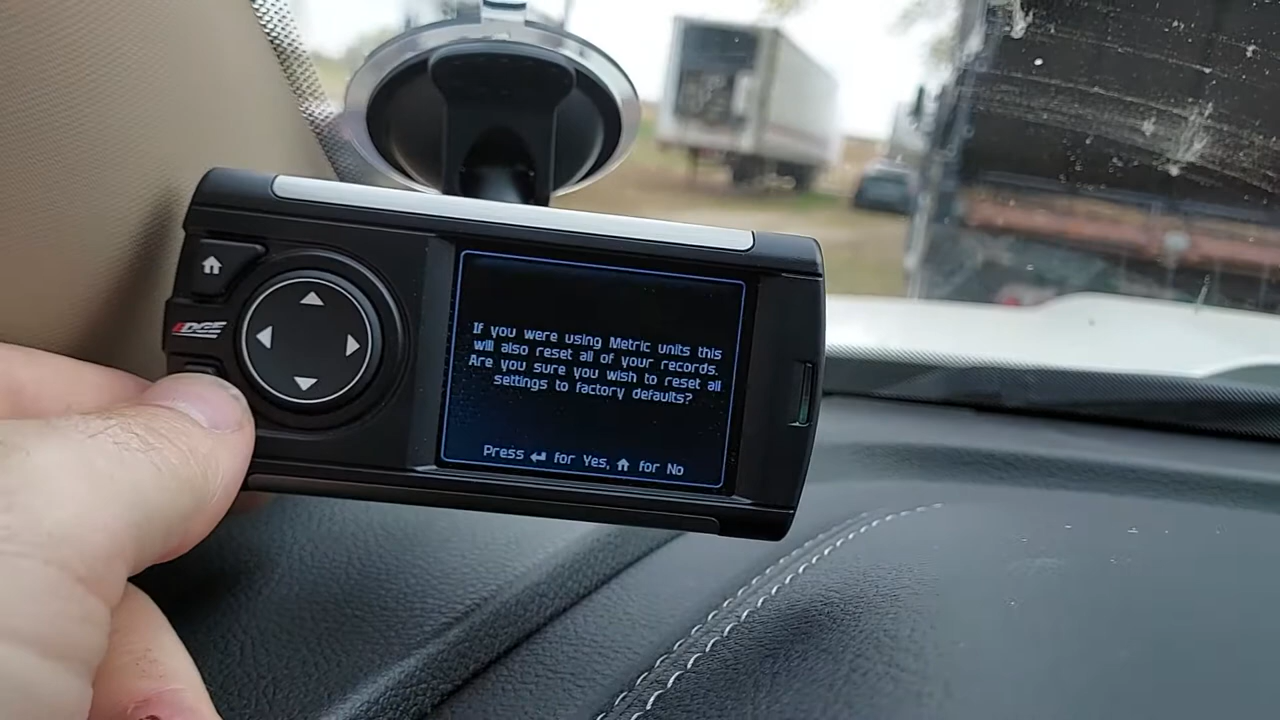 EDGE
If you were using Metric units this
will also reset all of your records.
Are you sure you wish to reset all
settings to factory defaults?
Press ↵ for Yes, 🏠 for No